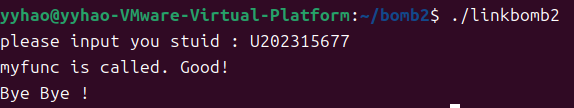 yyhao@yyhao-VMware-Virtual-Platform:~/bomb2$ ./linkbomb2
please input you stuid : U202315677
myfunc is called. Good!
Bye Bye !